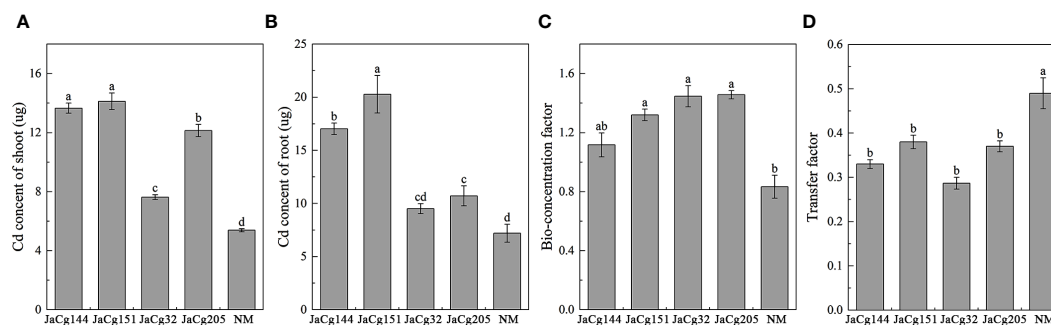 A
Cd concent of shoot (ug)
16
12
8
4
0
a
a
c
b
d
JaCg144 JaCg151 JaCg32 JaCg205 NM
B
Cd concent of root (ug)
25
20
15
10
5
0
b
a
cd
c
d
JaCg144 JaCg151 JaCg32 JaCg205 NM
C
Bio-concentration factor
1.6
1.2
0.8
0.4
0.0
ab
a
a
a
b
JaCg144 JaCg151 JaCg32 JaCg205 NM
D
Transfer factor
0.6
0.5
0.4
0.3
0.2
0.1
0.0
b
b
b
b
a
JaCg144 JaCg151 JaCg32 JaCg205 NM